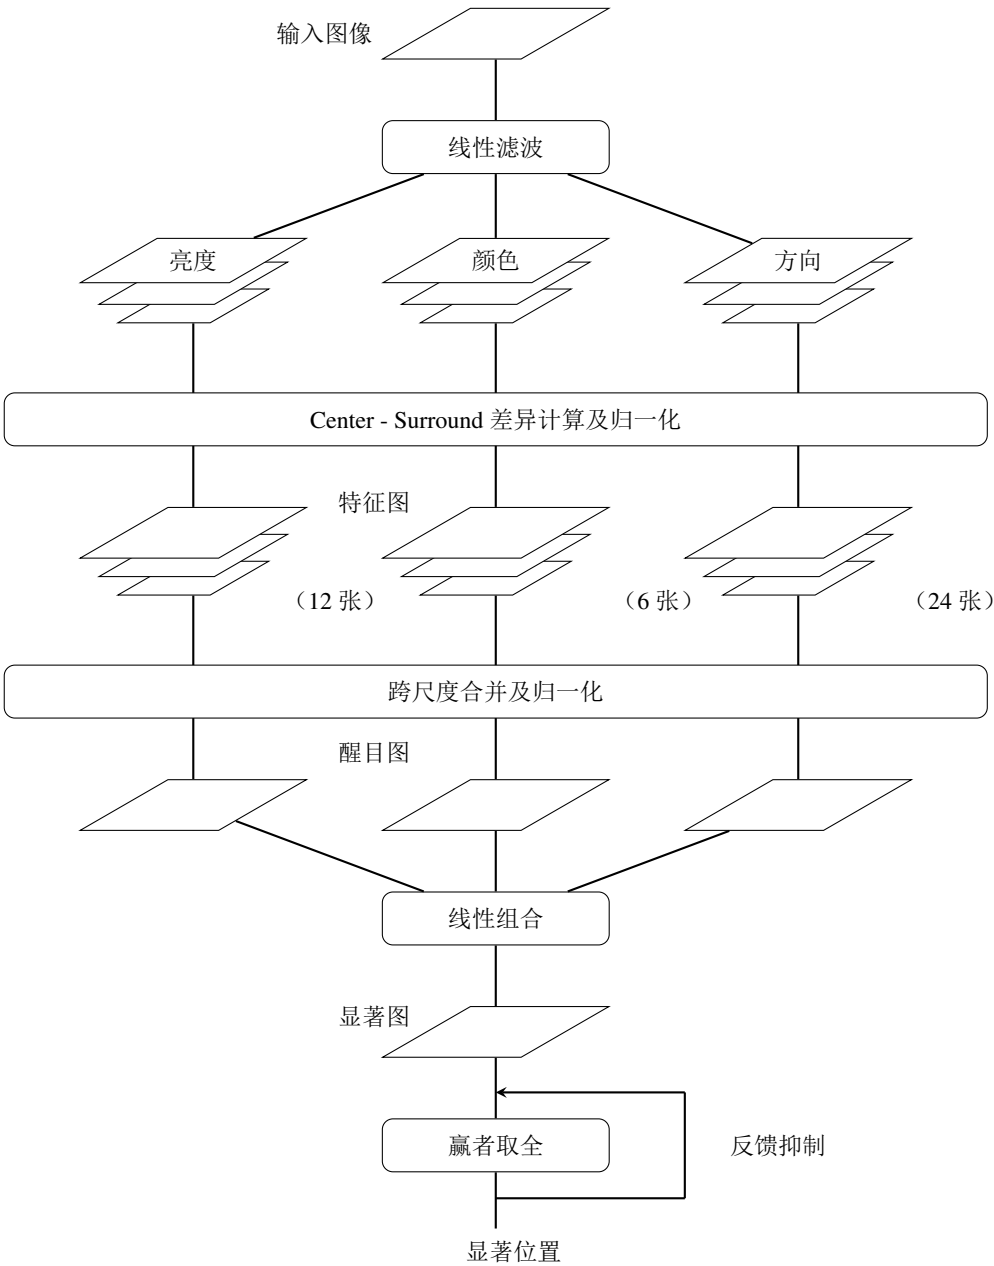 输入图像
线性滤波
亮度
颜色
方向
Center - Surround 差异计算及归一化
特征图
（12 张）
（6 张）
（24 张）
跨尺度合并及归一化
醒目图
线性组合
显著图
赢者取全
反馈抑制
显著位置